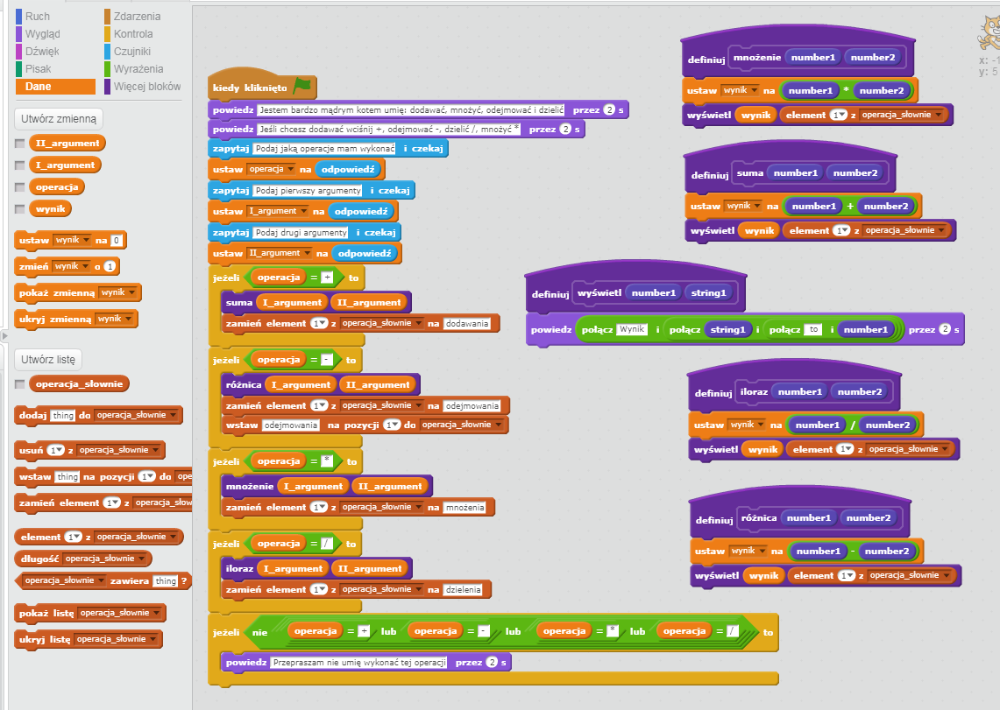 Ruch Zdarzenia
Wygląd Kontrola
Dźwięk Czujniki
Pisak Wyrażenia
Dane Więcej bloków
Utwórz zmienną
II_argument
I_argument
operacja
wynik
ustaw wynik na 0
zmień wynik o 1
pokaż zmienną wynik
ukryj zmienną wynik
Utwórz listę
operacja_słownie
dodaj thing do operacja_słownie
usuń 1 z operacja_słownie
wstaw thing na pozycji 1 do ope
zamień element 1 z operacja_słow
element 1 z operacja_słownie
długość operacja_słownie
operacja_słownie zawiera thing ?
pokaż listę operacja_słownie
ukryj listę operacja_słownie
kiedy kliknięto
powiedz Jestem bardzo mądrym kotem umię: dodawać, mnożyć, odejmować i dzielić przez 2 s
powiedz Jeśli chcesz dodawać wciśnij +, odejmować -, dzielić /, mnożyć * przez 2 s
zapytaj Podaj jaką operacje mam wykonać i czekaj
ustaw operacja na odpowiedź
zapytaj Podaj pierwszy argumenty i czekaj
ustaw I_argument na odpowiedź
zapytaj Podaj drugi argumenty i czekaj
ustaw II_argument na odpowiedź
jeżeli operacja = + to
suma I_argument II_argument
zamień element 1 z operacja_słownie na dodawania
jeżeli operacja = - to
różnica I_argument II_argument
zamień element 1 z operacja_słownie na odejmowania
wstaw odejmowania na pozycji 1 do operacja_słownie
jeżeli operacja = * to
mnożenie I_argument II_argument
zamień element 1 z operacja_słownie na mnożenia
jeżeli operacja = / to
iloraz I_argument II_argument
zamień element 1 z operacja_słownie na dzielenia
jeżeli nie operacja = + lub operacja = - lub operacja = * lub operacja = / to
powiedz Przepraszam nie umię wykonać tej operacji przez 2 s
definiuj mnożenie number1 number2
ustaw wynik na number1 * number2
wyświetl wynik element 1 z operacja_słownie
definiuj suma number1 number2
ustaw wynik na number1 + number2
wyświetl wynik element 1 z operacja_słownie
definiuj wyświetl number1 string1
powiedz połącz Wynik i połącz string1 i połącz to i number1 przez 2 s
definiuj iloraz number1 number2
ustaw wynik na number1 / number2
wyświetl wynik element 1 z operacja_słownie
definiuj różnica number1 number2
ustaw wynik na number1 - number2
wyświetl wynik element 1 z operacja_słownie
x: -1
y: 5